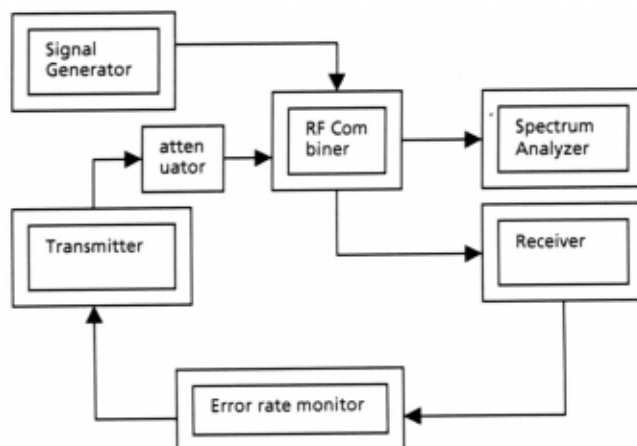 Signal
Generator
RF Com
biner
Spectrum
Analyzer
atten
uator
Transmitter
Receiver
Error rate monitor